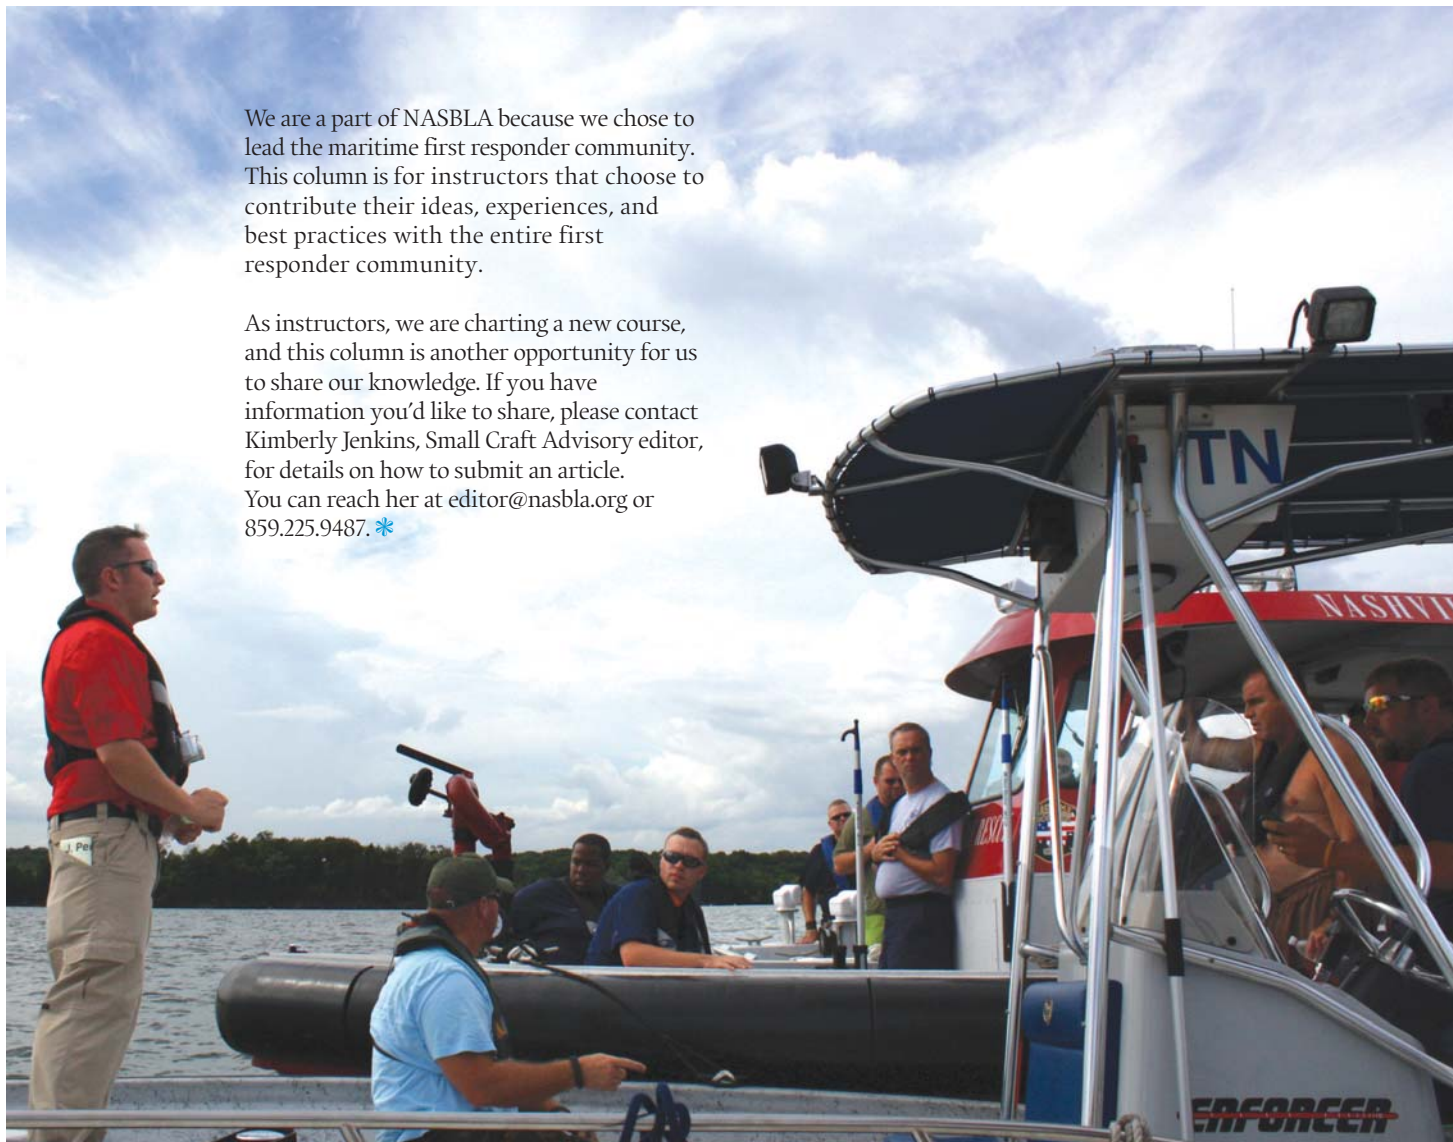 We are a part of NASBLA because we chose to
lead the maritime first responder community.
This column is for instructors that choose to
contribute their ideas, experiences, and
best practices with the entire first
responder community.
As instructors, we are charting a new course,
and this column is another opportunity for us
to share our knowledge. If you have
information you’d like to share, please contact
Kimberly Jenkins, Small Craft Advisory editor,
for details on how to submit an article.
You can reach her at editor@nasbla.org or
859.225.9487.
TN
NASHVI
J. Pe
ENFORCER